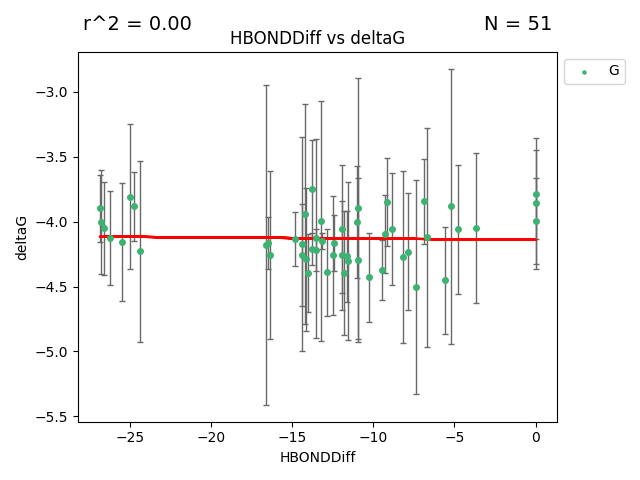 r^2 = 0.00
N = 51
HBONDDiff vs deltaG
G
−3.0
−3.5
−4.0
−4.5
−5.0
−5.5
deltaG
−25
−20
−15
−10
−5
0
HBONDDiff